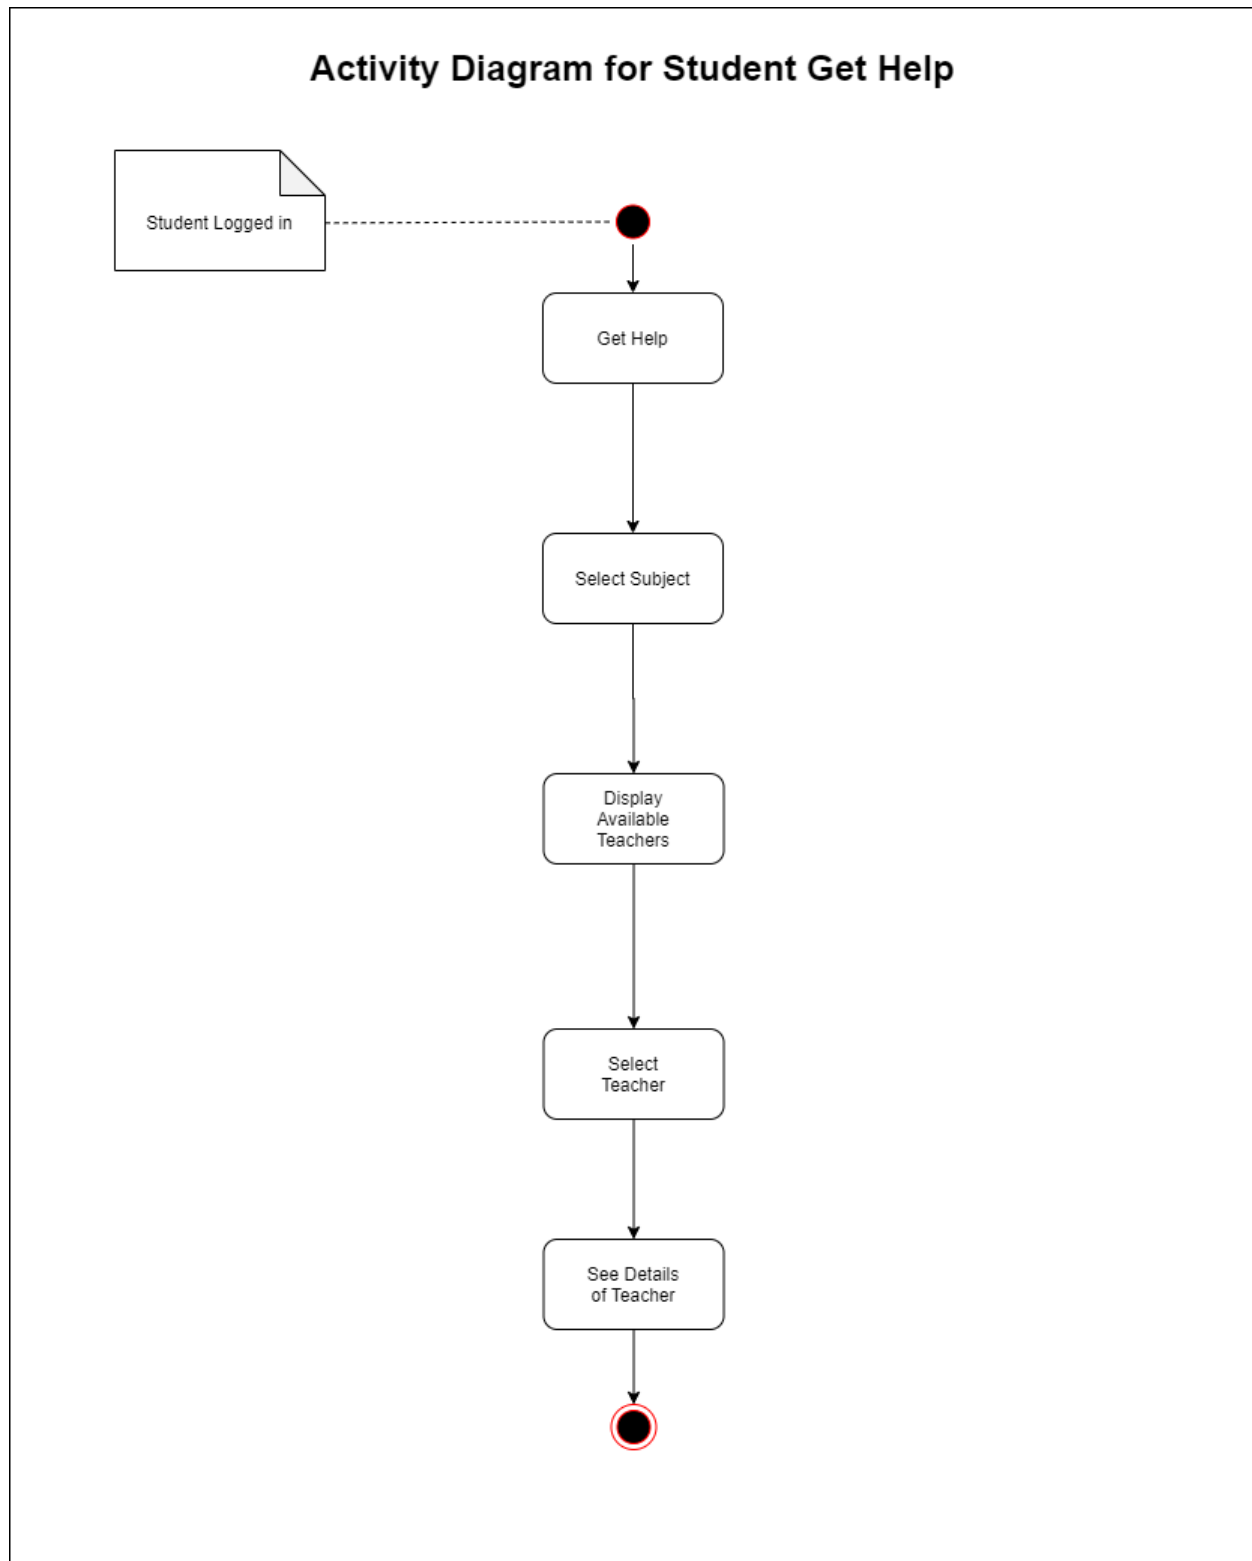 Activity Diagram for Student Get Help
Student Logged in
Get Help
Select Subject
Display
Available
Teachers
Select
Teacher
See Details
of Teacher